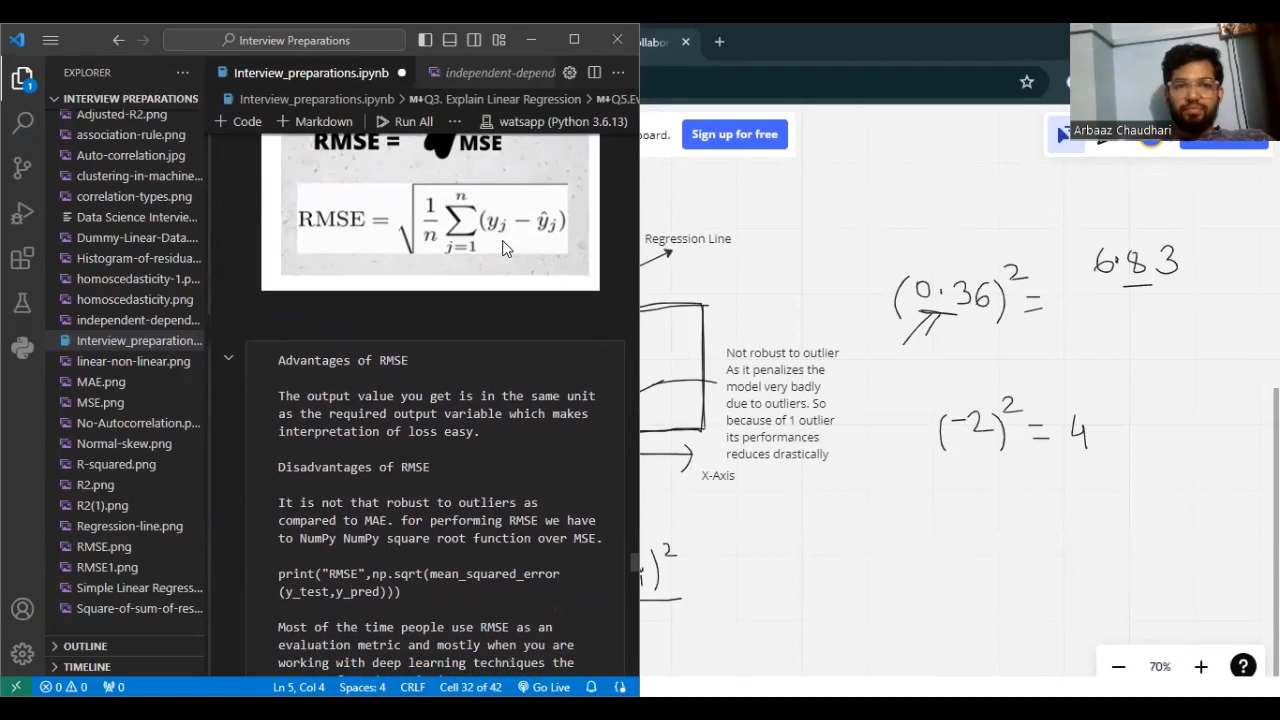 Interview Preparations
EXPLORER
Interview_preparations.ipynb
independent-depend
Interview_preparations.ipynb > M↓Q3. Explain Linear Regression > M↓Q5.Ev
+ Code + Markdown Run All ... watsapp (Python 3.6.13)
INTERVIEW PREPARATIONS
Adjusted-R2.png
association-rule.png
Auto-correlation.jpg
clustering-in-machine...
correlation-types.png
Data Science Intervie...
Dummy-Linear-Data....
Histogram-of-residua...
homoscedasticity-1.p...
homoscedasticity.png
independent-depend...
Interview_preparation...
linear-non-linear.png
MAE.png
MSE.png
No-Autocorrelation.p...
Normal-skew.png
R-squared.png
R2.png
R2(1).png
Regression-line.png
RMSE.png
RMSE1.png
Simple Linear Regress...
Square-of-sum-of-res...
OUTLINE
TIMELINE
RMSE = MSE
RMSE = √ 1/n n ∑ j=1 (yj − ŷj)
Advantages of RMSE
The output value you get is in the same unit
as the required output variable which makes
interpretation of loss easy.
Disadvantages of RMSE
It is not that robust to outliers as
compared to MAE. for performing RMSE we have
to NumPy NumPy square root function over MSE.
print("RMSE",np.sqrt(mean_squared_error
(y_test,y_pred)))
Most of the time people use RMSE as an
evaluation metric and mostly when you are
working with deep learning techniques the
0 0 0 Ln 5, Col 4 Spaces: 4 CRLF Cell 32 of 42 Go Live
1
ollabo
board. Sign up for free
Arbaaz Chaudhari
Regression Line
Not robust to outlier
As it penalizes the
model very badly
due to outliers. So
because of 1 outlier
its performances
reduces drastically
X-Axis
)²
(0.36)² =
6.83
(-2)² = 4
70%